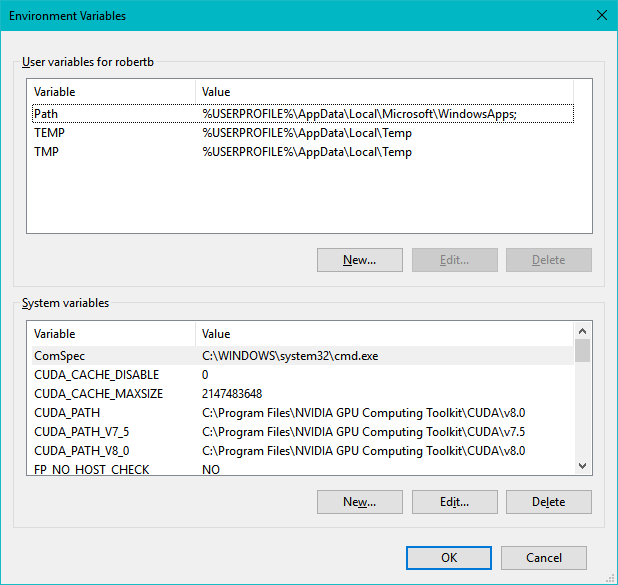 Environment Variables
User variables for robertb
Variable Value
Path %USERPROFILE%\AppData\Local\Microsoft\WindowsApps;
TEMP %USERPROFILE%\AppData\Local\Temp
TMP %USERPROFILE%\AppData\Local\Temp
New... Edit... Delete
System variables
Variable Value
ComSpec C:\WINDOWS\system32\cmd.exe
CUDA_CACHE_DISABLE 0
CUDA_CACHE_MAXSIZE 2147483648
CUDA_PATH C:\Program Files\NVIDIA GPU Computing Toolkit\CUDA\v8.0
CUDA_PATH_V7_5 C:\Program Files\NVIDIA GPU Computing Toolkit\CUDA\v7.5
CUDA_PATH_V8_0 C:\Program Files\NVIDIA GPU Computing Toolkit\CUDA\v8.0
FP_NO_HOST_CHECK NO
New... Edit... Delete
OK Cancel